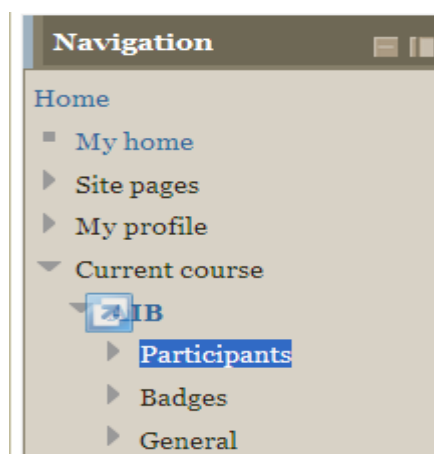 Navigation
Home
My home
Site pages
My profile
Current course
IB
Participants
Badges
General